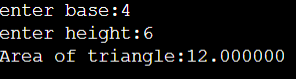 enter base:4
enter height:6
Area of triangle:12.000000